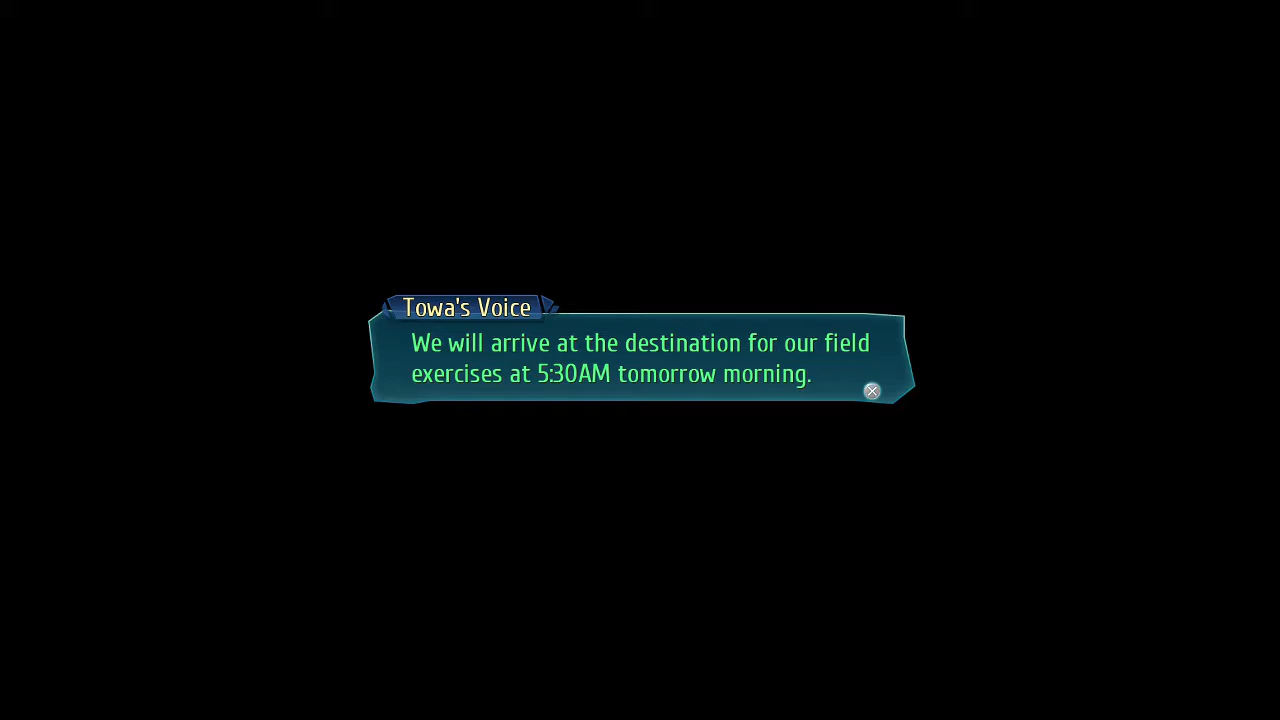 Towa's Voice
We will arrive at the destination for our field
exercises at 5:30AM tomorrow morning.